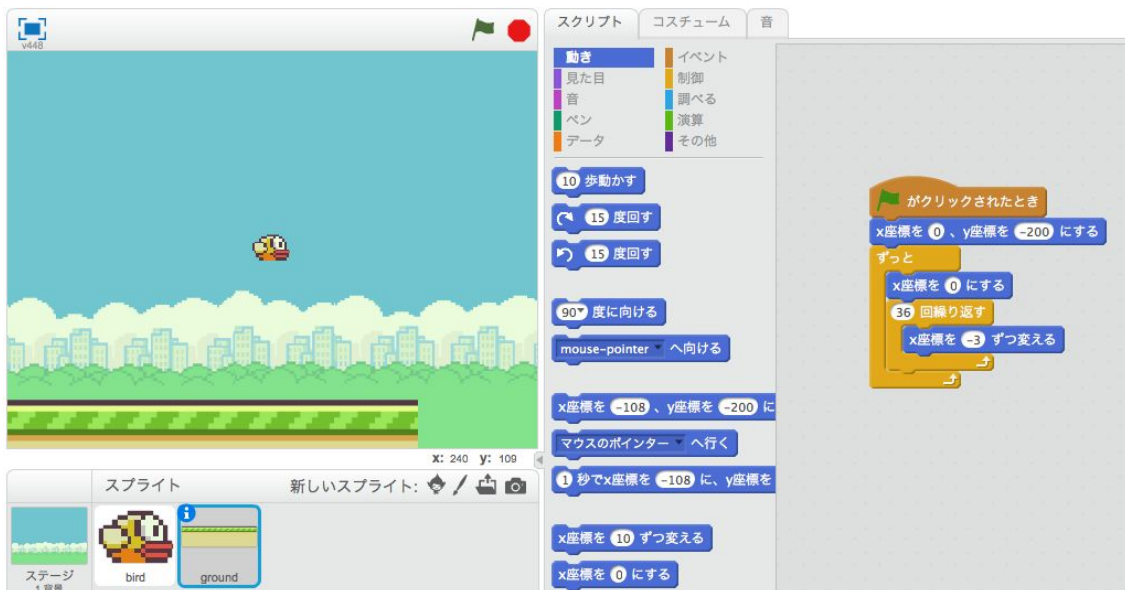 v448
スクリプト
コスチューム
音
動き
イベント
見た目
制御
音
調べる
ペン
演算
データ
その他
10 歩動かす
15 度回す
15 度回す
90 度に向ける
mouse-pointer へ向ける
x座標を -108 、y座標を -200 に
マウスのポインター へ行く
1 秒でx座標を -108 に、y座標を
x座標を 10 ずつ変える
x座標を 0 にする
がクリックされたとき
x座標を 0 、y座標を -200 にする
ずっと
x座標を 0 にする
36 回繰り返す
x座標を -3 ずつ変える
x: 240 y: 109
スプライト
新しいスプライト:
ステージ
1 背景
bird
ground